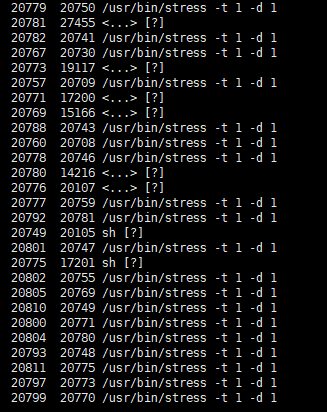 20779 20750 /usr/bin/stress -t 1 -d 1
20781 27455 <...> [?]
20782 20741 /usr/bin/stress -t 1 -d 1
20767 20730 /usr/bin/stress -t 1 -d 1
20773 19117 <...> [?]
20757 20709 /usr/bin/stress -t 1 -d 1
20771 17200 <...> [?]
20769 15166 <...> [?]
20788 20743 /usr/bin/stress -t 1 -d 1
20760 20708 /usr/bin/stress -t 1 -d 1
20778 20746 /usr/bin/stress -t 1 -d 1
20780 14216 <...> [?]
20776 20107 <...> [?]
20777 20759 /usr/bin/stress -t 1 -d 1
20792 20781 /usr/bin/stress -t 1 -d 1
20749 20105 sh [?]
20801 20747 /usr/bin/stress -t 1 -d 1
20775 17201 sh [?]
20802 20755 /usr/bin/stress -t 1 -d 1
20805 20769 /usr/bin/stress -t 1 -d 1
20810 20749 /usr/bin/stress -t 1 -d 1
20800 20771 /usr/bin/stress -t 1 -d 1
20804 20780 /usr/bin/stress -t 1 -d 1
20793 20748 /usr/bin/stress -t 1 -d 1
20811 20775 /usr/bin/stress -t 1 -d 1
20797 20773 /usr/bin/stress -t 1 -d 1
20799 20770 /usr/bin/stress -t 1 -d 1